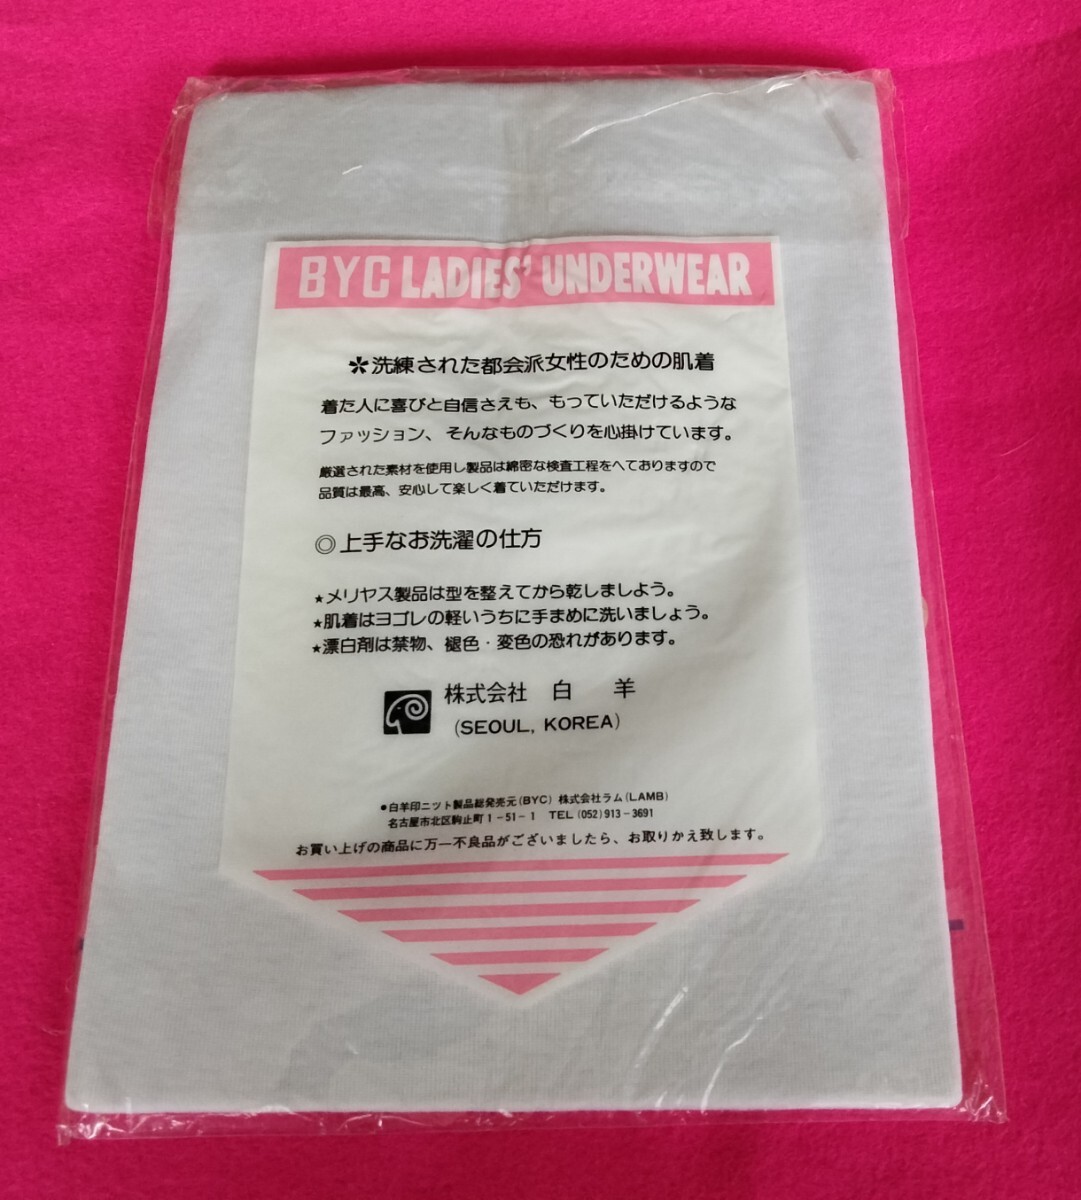 BYC LADIES' UNDERWEAR
✲洗練された都会派女性のための肌着
着た人に喜びと自信さえも、もっていただけるような
ファッション、そんなものづくりを心掛けています。
厳選された素材を使用し製品は綿密な検査工程をへておりますので
品質は最高、安心して楽しく着ていただけます。
◎上手なお洗濯の仕方
★メリヤス製品は型を整えてから乾しましよう。
★肌着はヨゴレの軽いうちに手まめに洗いましょう。
★漂白剤は禁物、褪色・変色の恐れがあります。
株式会社 白 羊
(SEOUL, KOREA)
●白羊印ニット製品総発売元(BYC) 株式会社ラム(LAMB)
名古屋市北区駒止町1-51-1 TEL(052)913-3691
お買い上げの商品に万一不良品がございましたら、お取りかえ致します。